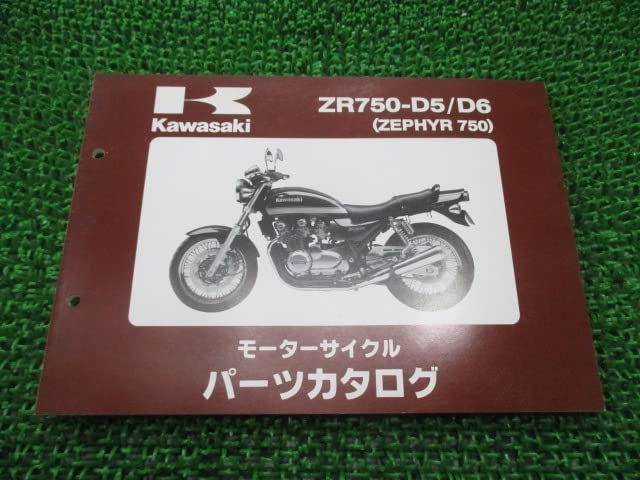 Kawasaki
ZR750-D5/D6
(ZEPHYR 750)
Kawasaki
モーターサイクル
パーツカタログ